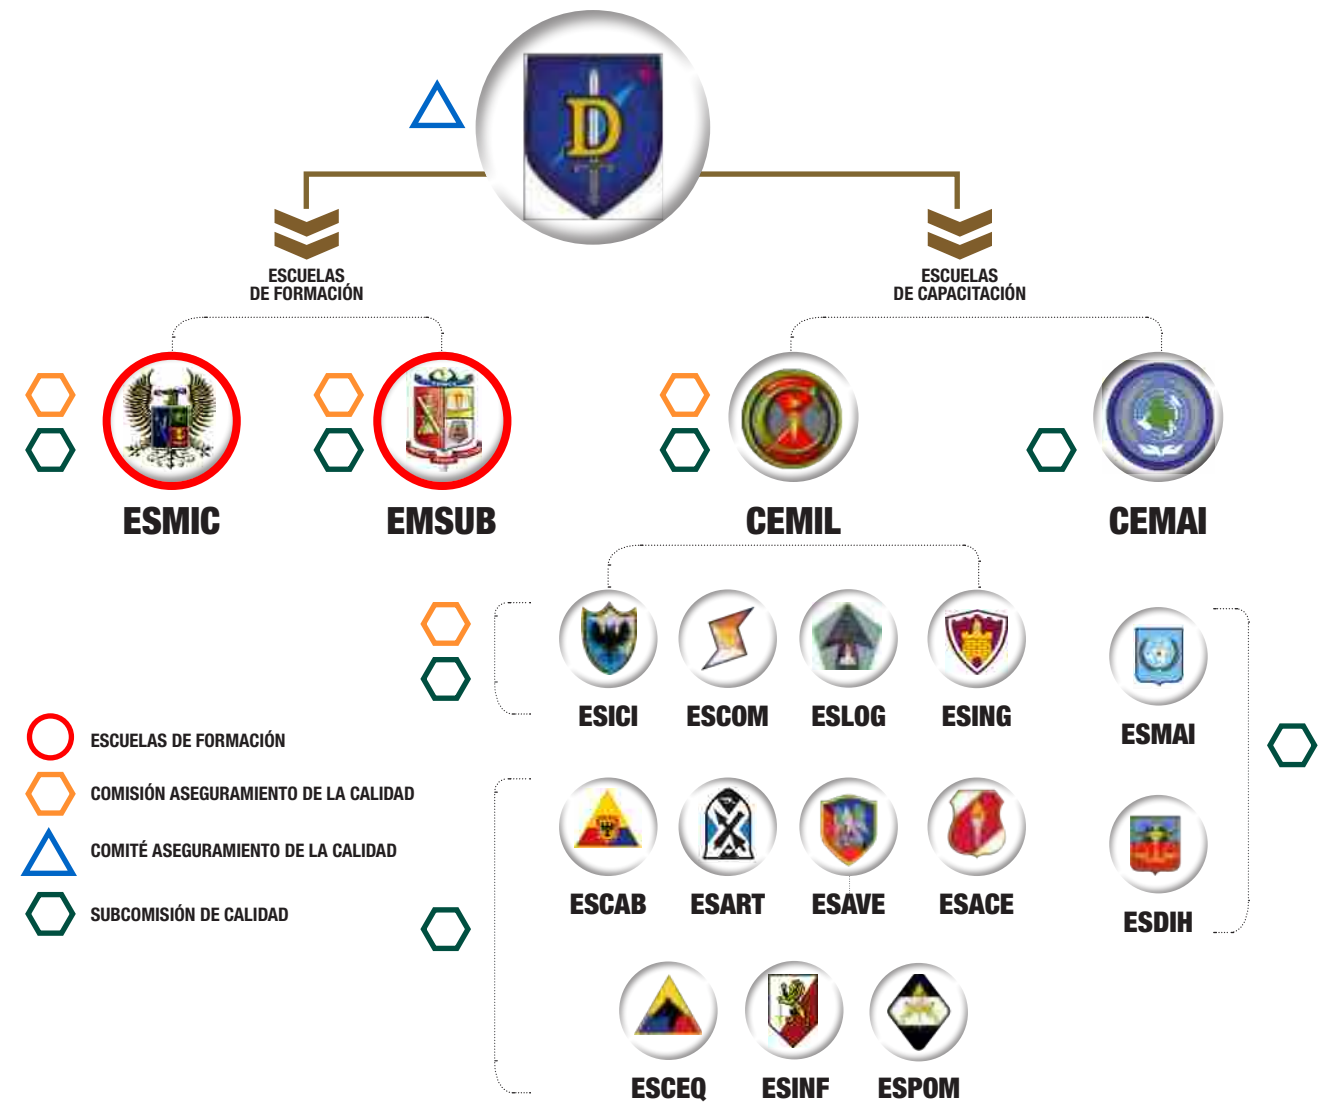 D
ESCUELAS
DE FORMACIÓN
ESCUELAS
DE CAPACITACIÓN
ESMIC
EMSUB
CEMIL
CEMAI
ESICI
ESCOM
ESLOG
ESING
ESMAI
ESCUELAS DE FORMACIÓN
COMISIÓN ASEGURAMIENTO DE LA CALIDAD
COMITÉ ASEGURAMIENTO DE LA CALIDAD
SUBCOMISIÓN DE CALIDAD
ESCAB
ESART
ESAVE
ESACE
ESDIH
ESCEQ
ESINF
ESPOM